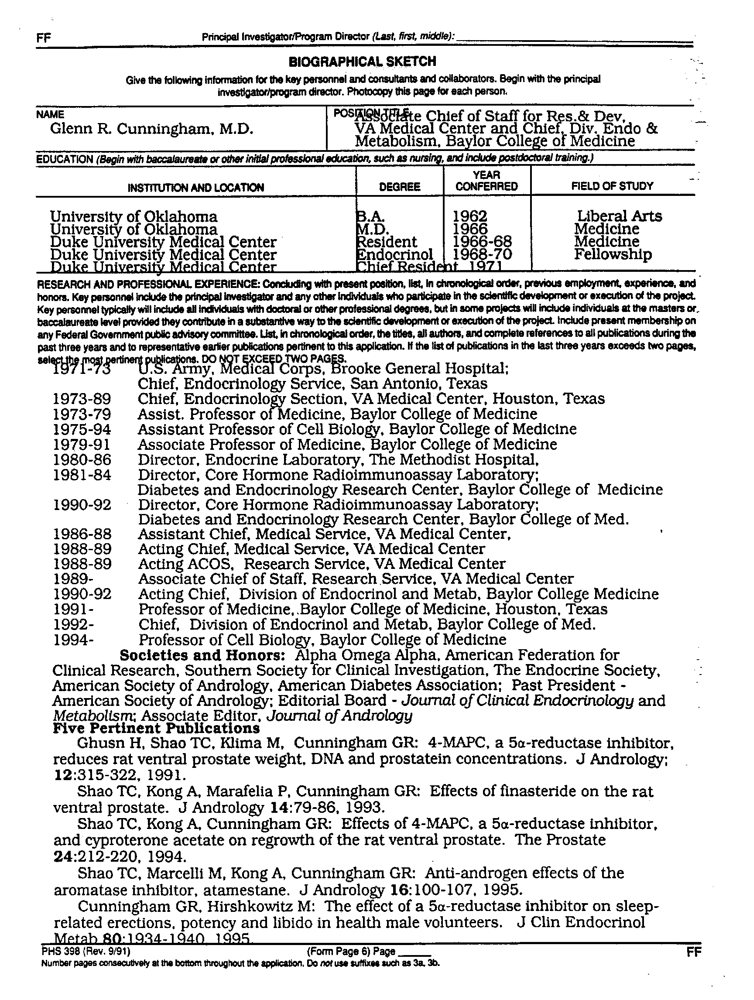 FF Principal Investigator/Program Director (Last, first, middle):
BIOGRAPHICAL SKETCH
Give the following information for the key personnel and consultants and collaborators. Begin with the principal
investigator/program director. Photocopy this page for each person.
NAME
Glenn R. Cunningham, M.D.
POSITION TITLE
Associate Chief of Staff for Res.& Dev,
VA Medical Center and Chief, Div. Endo &
Metabolism, Baylor College of Medicine
EDUCATION (Begin with baccalaureate or other initial professional education, such as nursing, and include postdoctoral training.)
INSTITUTION AND LOCATION DEGREE YEAR CONFERRED FIELD OF STUDY
University of Oklahoma B.A. 1962 Liberal Arts
University of Oklahoma M.D. 1966 Medicine
Duke University Medical Center Resident 1966-68 Medicine
Duke University Medical Center Endocrinol 1968-70 Fellowship
Duke University Medical Center Chief Resident 1971
RESEARCH AND PROFESSIONAL EXPERIENCE: Concluding with present position, list, in chronological order, previous employment, experience, and
honors. Key personnel include the principal investigator and any other individuals who participate in the scientific development or execution of the project.
Key personnel typically will include all individuals with doctoral or other professional degrees, but in some projects will include individuals at the masters or,
baccalaureate level provided they contribute in a substantive way to the scientific development or execution of the project. Include present membership on
any Federal Government public advisory committee. List, in chronological order, the titles, all authors, and complete references to all publications during the
past three years and to representative earlier publications pertinent to this application. If the list of publications in the last three years exceeds two pages,
select the most pertinent publications. DO NOT EXCEED TWO PAGES.
1971-73 U.S. Army, Medical Corps, Brooke General Hospital;
Chief, Endocrinology Service, San Antonio, Texas
1973-89 Chief, Endocrinology Section, VA Medical Center, Houston, Texas
1973-79 Assist. Professor of Medicine, Baylor College of Medicine
1975-94 Assistant Professor of Cell Biology, Baylor College of Medicine
1979-91 Associate Professor of Medicine, Baylor College of Medicine
1980-86 Director, Endocrine Laboratory, The Methodist Hospital,
1981-84 Director, Core Hormone Radioimmunoassay Laboratory;
Diabetes and Endocrinology Research Center, Baylor College of Medicine
1990-92 Director, Core Hormone Radioimmunoassay Laboratory;
Diabetes and Endocrinology Research Center, Baylor College of Med.
1986-88 Assistant Chief, Medical Service, VA Medical Center,
1988-89 Acting Chief, Medical Service, VA Medical Center
1988-89 Acting ACOS, Research Service, VA Medical Center
1989- Associate Chief of Staff, Research Service, VA Medical Center
1990-92 Acting Chief, Division of Endocrinol and Metab, Baylor College Medicine
1991- Professor of Medicine, Baylor College of Medicine, Houston, Texas
1992- Chief, Division of Endocrinol and Metab, Baylor College of Med.
1994- Professor of Cell Biology, Baylor College of Medicine
Societies and Honors: Alpha Omega Alpha, American Federation for
Clinical Research, Southern Society for Clinical Investigation, The Endocrine Society,
American Society of Andrology, American Diabetes Association; Past President -
American Society of Andrology; Editorial Board - Journal of Clinical Endocrinology and
Metabolism; Associate Editor, Journal of Andrology
Five Pertinent Publications
Ghusn H, Shao TC, Klima M, Cunningham GR: 4-MAPC, a 5α-reductase inhibitor,
reduces rat ventral prostate weight, DNA and prostatein concentrations. J Andrology;
12:315-322, 1991.
Shao TC, Kong A, Marafelia P, Cunningham GR: Effects of finasteride on the rat
ventral prostate. J Andrology 14:79-86, 1993.
Shao TC, Kong A, Cunningham GR: Effects of 4-MAPC, a 5α-reductase inhibitor,
and cyproterone acetate on regrowth of the rat ventral prostate. The Prostate
24:212-220, 1994.
Shao TC, Marcelli M, Kong A, Cunningham GR: Anti-androgen effects of the
aromatase inhibitor, atamestane. J Andrology 16:100-107, 1995.
Cunningham GR, Hirshkowitz M: The effect of a 5α-reductase inhibitor on sleep-
related erections, potency and libido in health male volunteers. J Clin Endocrinol
Metab 80:1934-1940, 1995.
PHS 398 (Rev. 9/91) (Form Page 6) Page FF
Number pages consecutively at the bottom throughout the application. Do not use suffixes such as 3a, 3b.